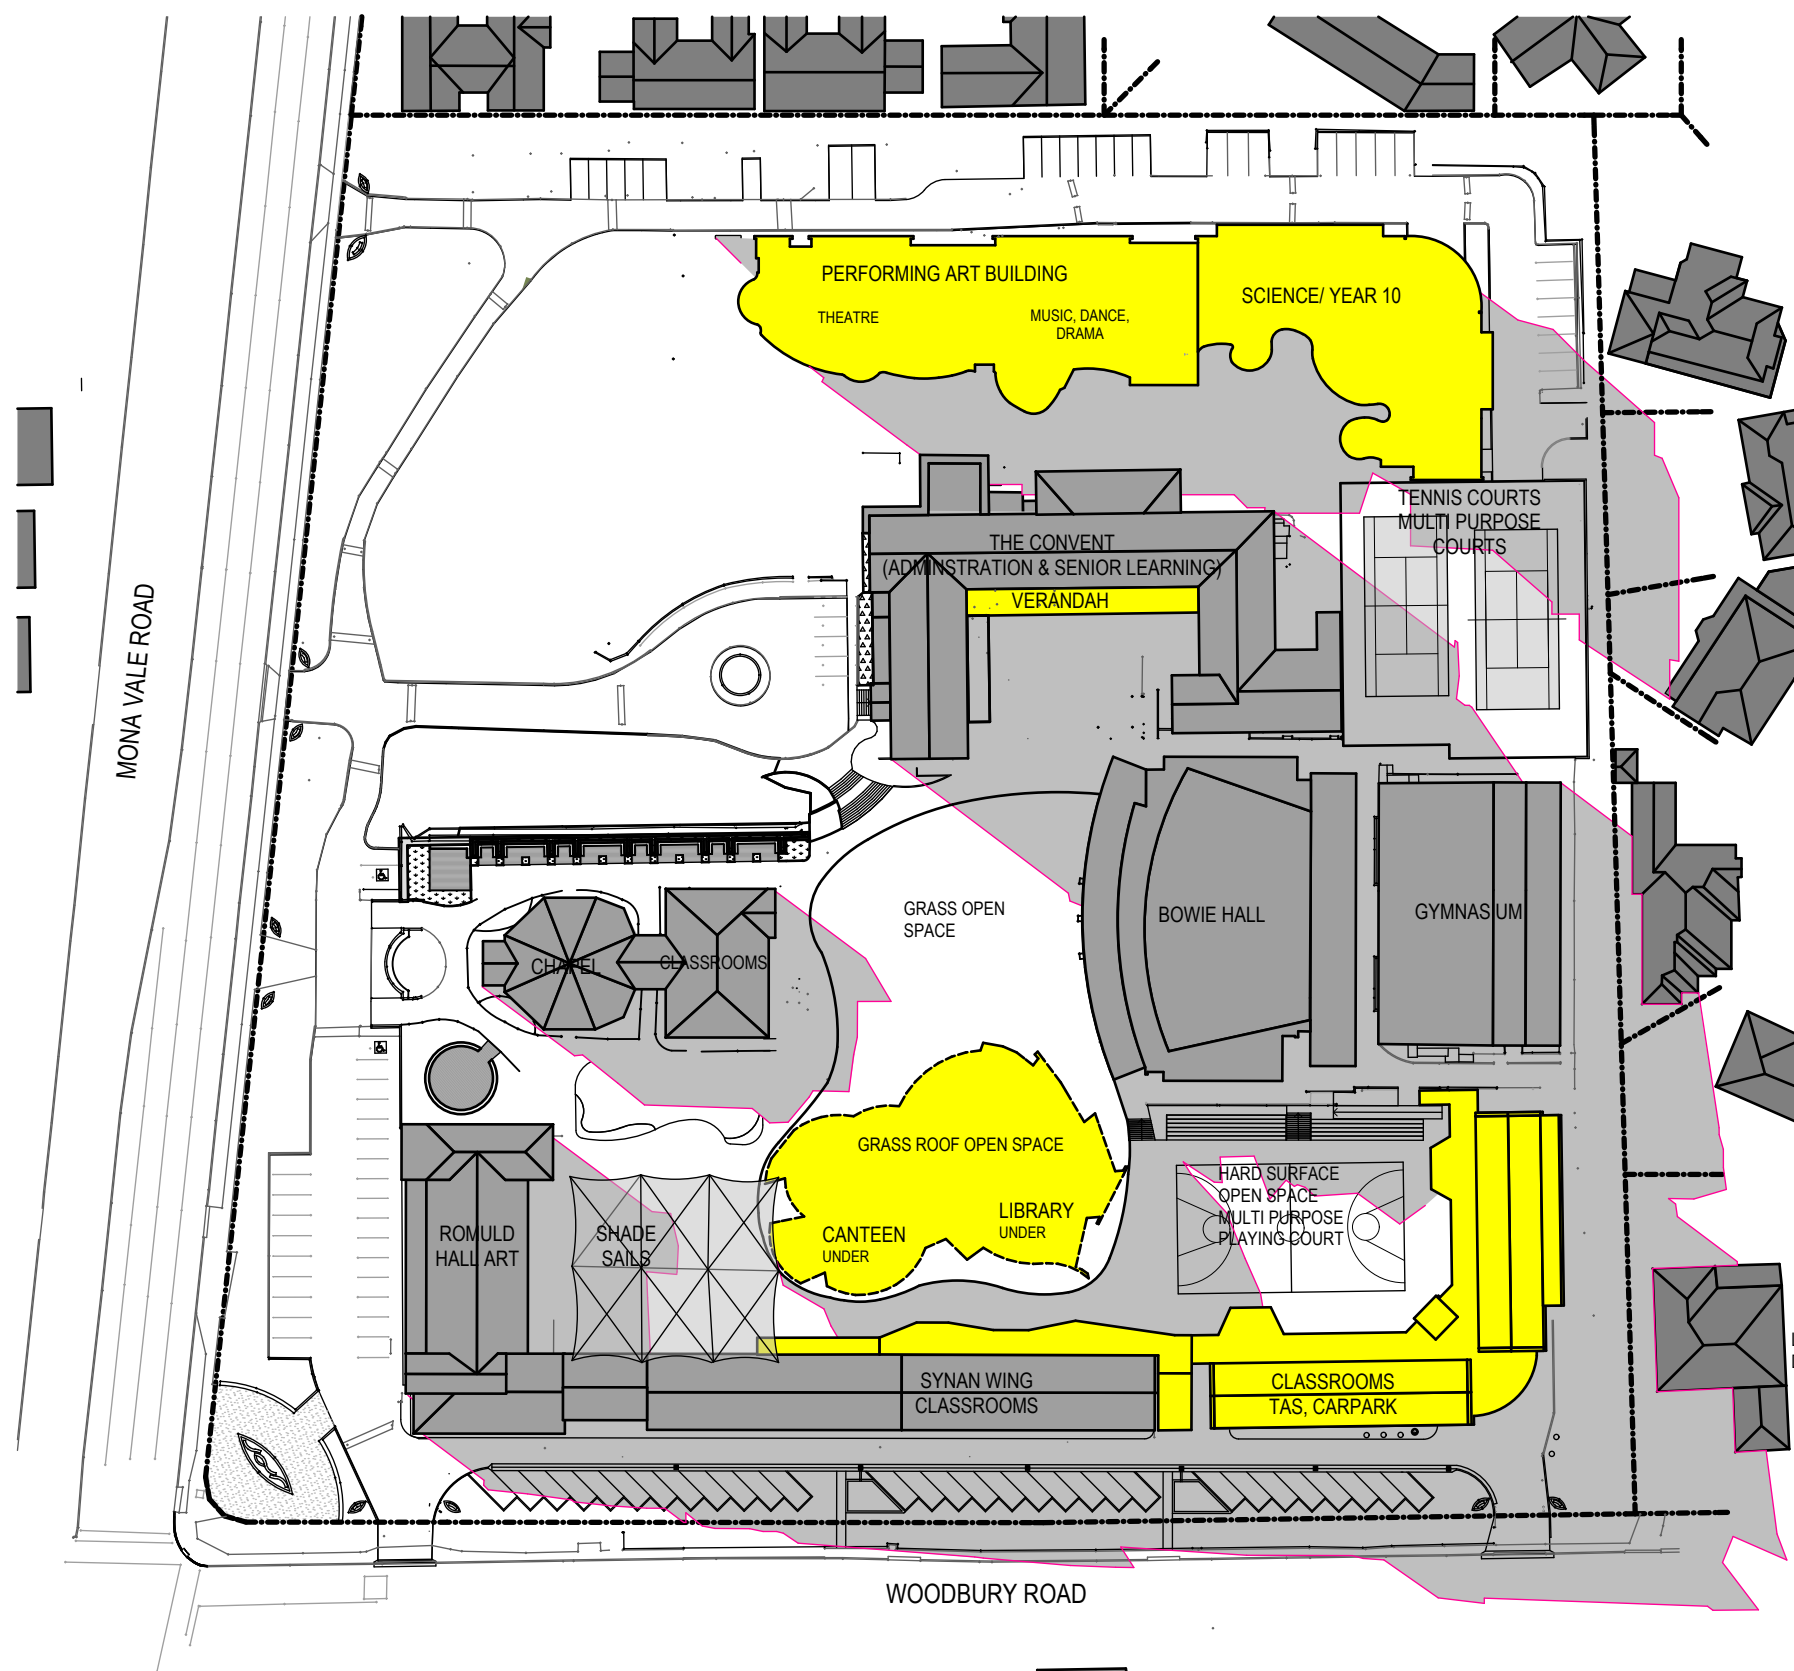 PERFORMING ART BUILDING
THEATRE
MUSIC, DANCE,
DRAMA
SCIENCE/ YEAR 10
TENNIS COURTS
MULTI PURPOSE
COURTS
THE CONVENT
(ADMINSTRATION & SENIOR LEARNING)
VERANDAH
MONA VALE ROAD
GRASS OPEN
SPACE
BOWIE HALL
GYMNASIUM
CHAPEL
CLASSROOMS
GRASS ROOF OPEN SPACE
LIBRARY
UNDER
CANTEEN
UNDER
HARD SURFACE
OPEN SPACE
MULTI PURPOSE
PLAYING COURT
ROMULD
HALL ART
SHADE
SAILS
SYNAN WING
CLASSROOMS
CLASSROOMS
TAS, CARPARK
WOODBURY ROAD